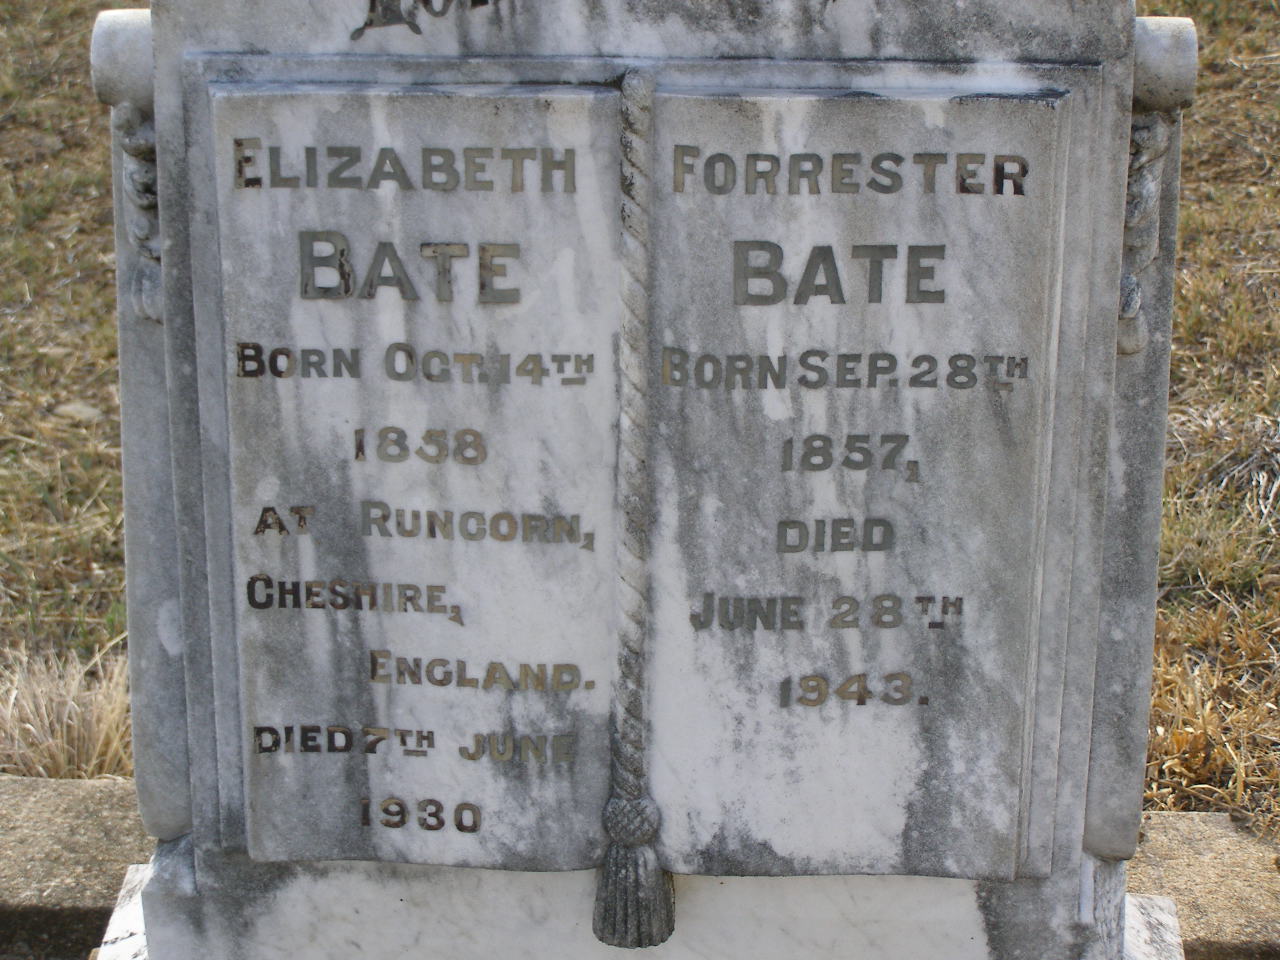 ELIZABETH
BATE
BORN OCT. 14TH
1858
AT RUNCORN,
CHESHIRE,
ENGLAND.
DIED 7TH JUNE
1930
FORRESTER
BATE
BORN SEP. 28TH
1857,
DIED
JUNE 28TH
1943.